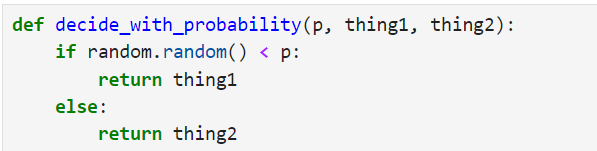 def decide_with_probability(p, thing1, thing2):
    if random.random() < p:
        return thing1
    else:
        return thing2